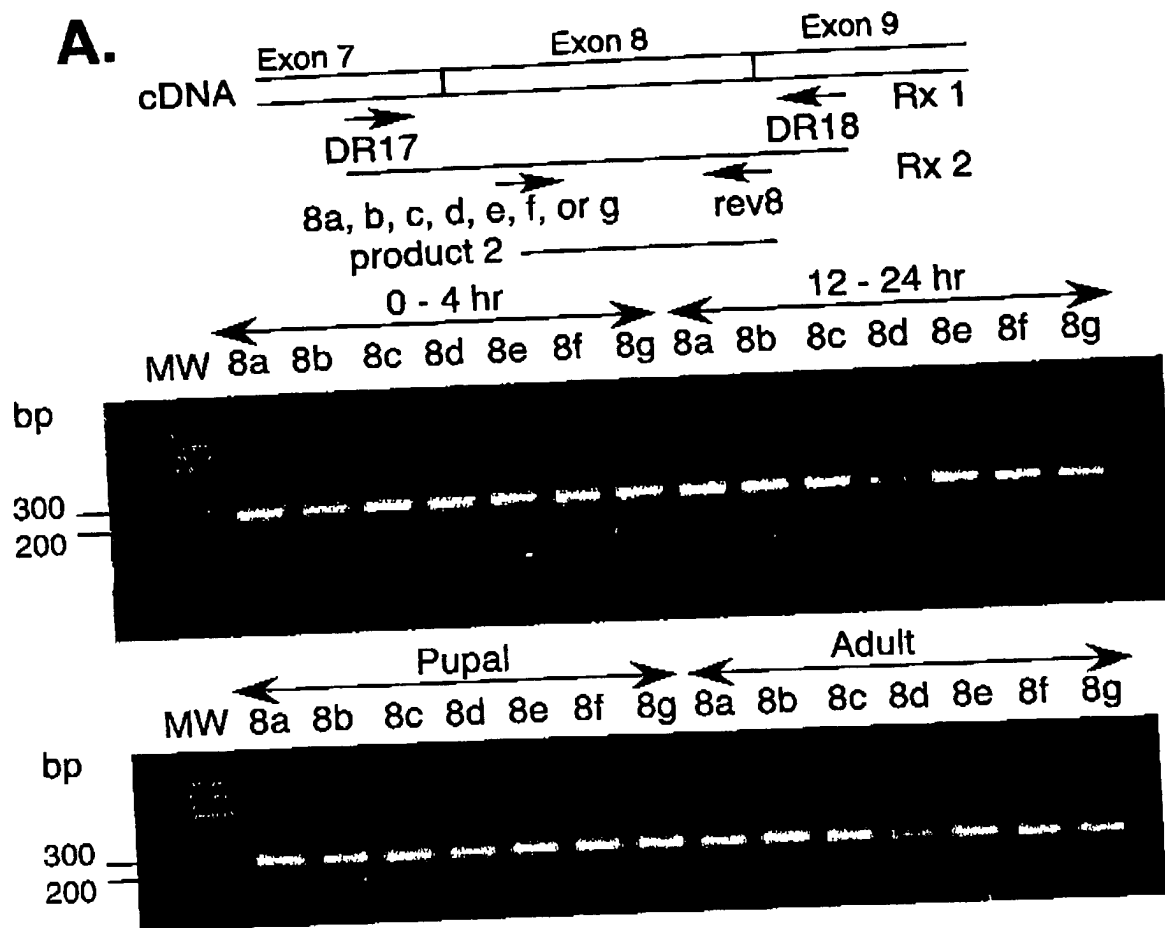 A.
Exon 7 Exon 8 Exon 9
cDNA
Rx 1
DR17 DR18
Rx 2
8a, b, c, d, e, f, or g rev8
product 2
0 - 4 hr 12 - 24 hr
MW 8a 8b 8c 8d 8e 8f 8g 8a 8b 8c 8d 8e 8f 8g
bp
300
200
Pupal Adult
MW 8a 8b 8c 8d 8e 8f 8g 8a 8b 8c 8d 8e 8f 8g
bp
300
200